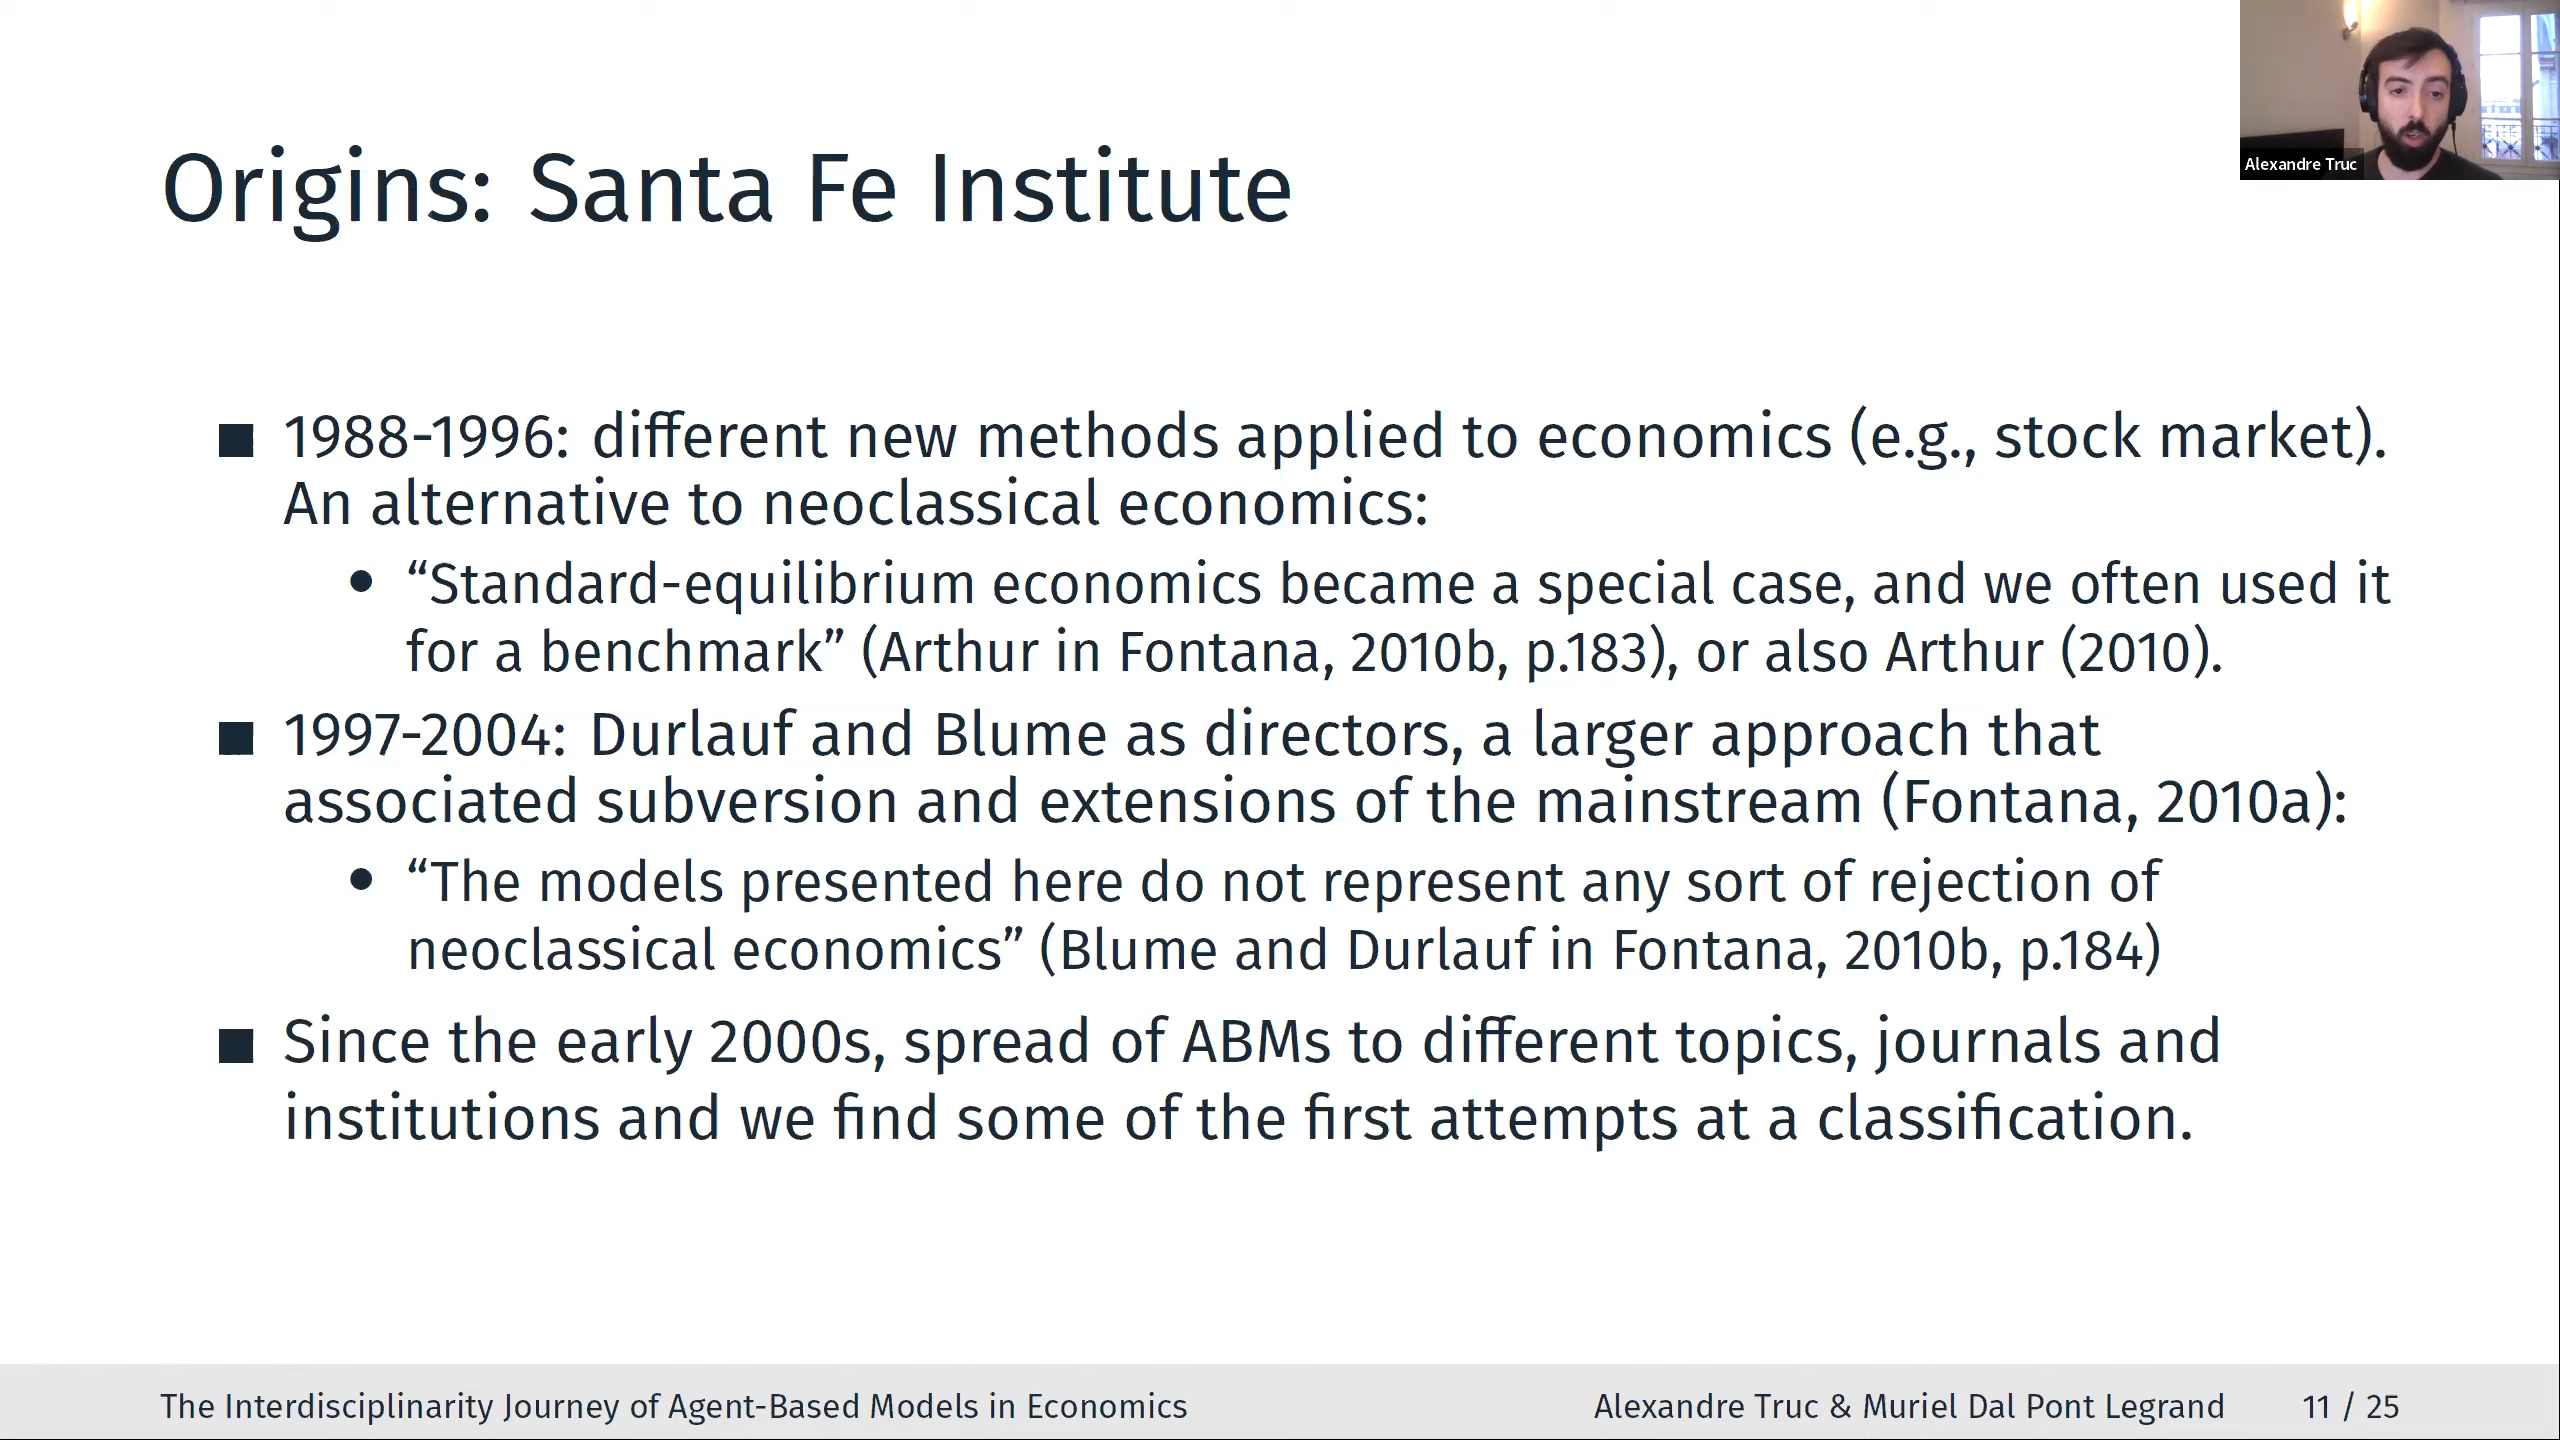 Origins: Santa Fe Institute
Alexandre Truc
■ 1988-1996: different new methods applied to economics (e.g., stock market).
An alternative to neoclassical economics:
• “Standard-equilibrium economics became a special case, and we often used it
for a benchmark” (Arthur in Fontana, 2010b, p.183), or also Arthur (2010).
■ 1997-2004: Durlauf and Blume as directors, a larger approach that
associated subversion and extensions of the mainstream (Fontana, 2010a):
• “The models presented here do not represent any sort of rejection of
neoclassical economics” (Blume and Durlauf in Fontana, 2010b, p.184)
■ Since the early 2000s, spread of ABMs to different topics, journals and
institutions and we find some of the first attempts at a classification.
The Interdisciplinarity Journey of Agent-Based Models in Economics
Alexandre Truc & Muriel Dal Pont Legrand
11 / 25